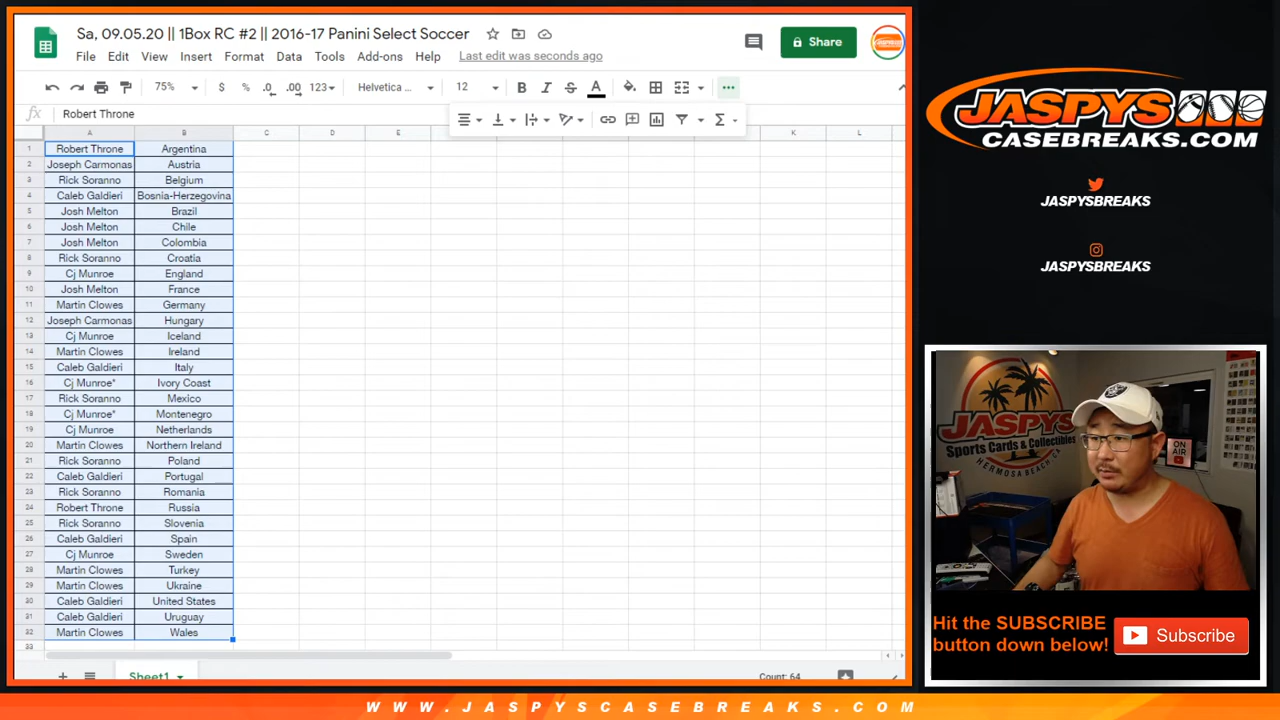 Sa, 09.05.20 || 1Box RC #2 || 2016-17 Panini Select Soccer
Share
File Edit View Insert Format Data Tools Add-ons Help Last edit was seconds ago
75% $ % .0 .00 123 Helvetica ... 12 B I S A
fx Robert Throne
A B C D E K L
1 Robert Throne Argentina
2 Joseph Carmonas Austria
3 Rick Soranno Belgium
4 Caleb Galdieri Bosnia-Herzegovina
5 Josh Melton Brazil
6 Josh Melton Chile
7 Josh Melton Colombia
8 Rick Soranno Croatia
9 Cj Munroe England
10 Josh Melton France
11 Martin Clowes Germany
12 Joseph Carmonas Hungary
13 Cj Munroe Iceland
14 Martin Clowes Ireland
15 Caleb Galdieri Italy
16 Cj Munroe* Ivory Coast
17 Rick Soranno Mexico
18 Cj Munroe* Montenegro
19 Cj Munroe Netherlands
20 Martin Clowes Northern Ireland
21 Rick Soranno Poland
22 Caleb Galdieri Portugal
23 Rick Soranno Romania
24 Robert Throne Russia
25 Rick Soranno Slovenia
26 Caleb Galdieri Spain
27 Cj Munroe Sweden
28 Martin Clowes Turkey
29 Martin Clowes Ukraine
30 Caleb Galdieri United States
31 Caleb Galdieri Uruguay
32 Martin Clowes Wales
33
Sheet1 Count: 64
JASPYS
CASEBREAKS.COM
JASPYSBREAKS
JASPYSBREAKS
JASPYS
Sports Cards & Collectibles
HERMOSA BEACH, CA
ON AIR
Hit the SUBSCRIBE
button down below!
Subscribe
WWW.JASPYSCASEBREAKS.COM